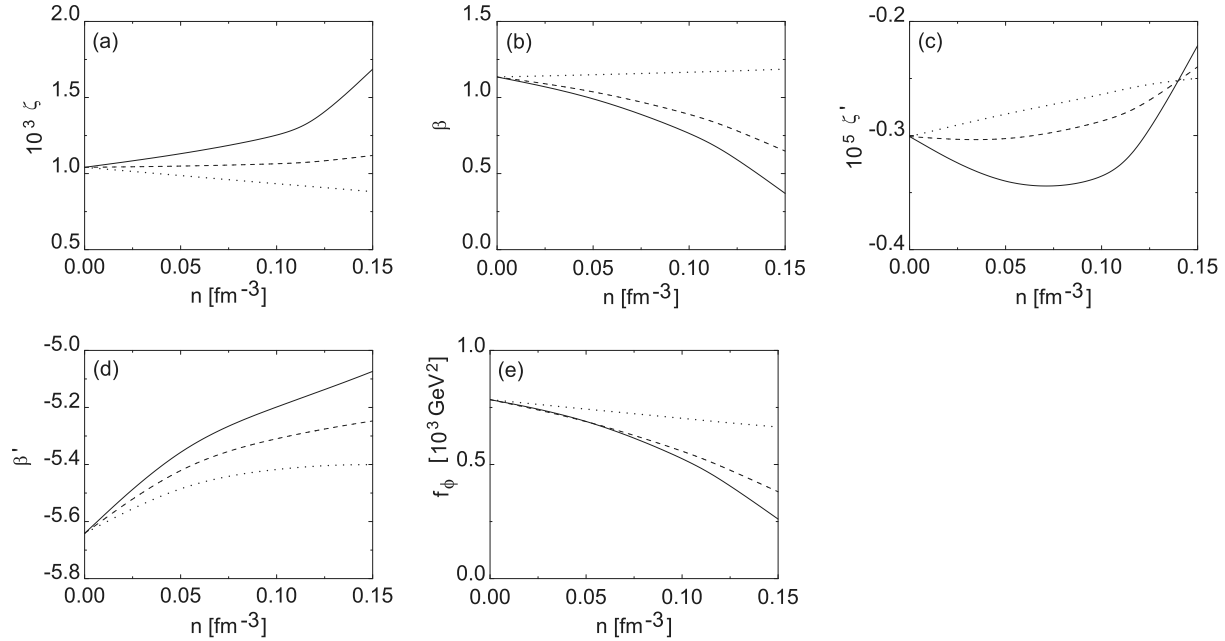 (a)
2.0
1.5
1.0
0.5
10³ ζ
0.00 0.05 0.10 0.15
n [fm⁻³]
(b)
1.5
1.0
0.5
0.0
β
0.00 0.05 0.10 0.15
n [fm⁻³]
(c)
-0.2
-0.3
-0.4
10⁵ ζ'
0.00 0.05 0.10 0.15
n [fm⁻³]
(d)
-5.0
-5.2
-5.4
-5.6
-5.8
β'
0.00 0.05 0.10 0.15
n [fm⁻³]
(e)
1.0
0.5
0.0
f_ϕ [10³ GeV²]
0.00 0.05 0.10 0.15
n [fm⁻³]